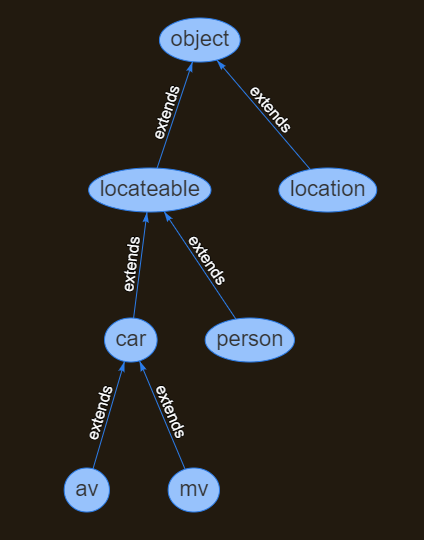 object
extends
extends
locateable
location
extends
extends
car
person
extends
extends
av
mv